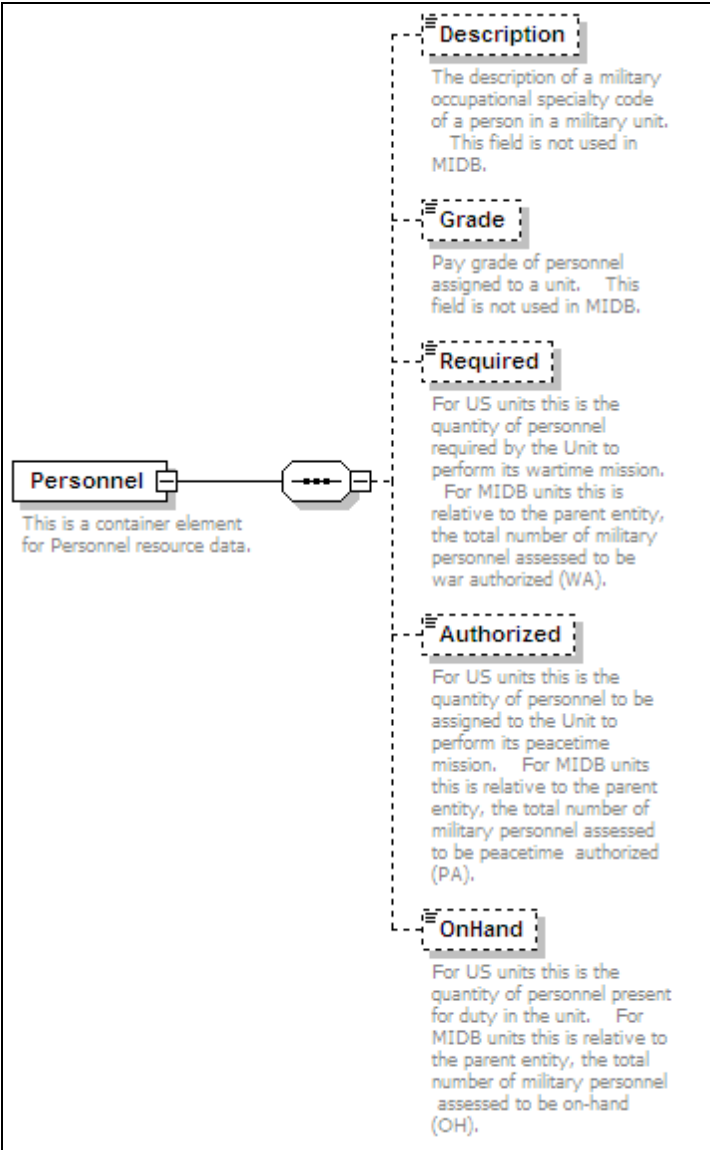 Description
The description of a military
occupational specialty code
of a person in a military unit.
This field is not used in
MIDB.
Grade
Pay grade of personnel
assigned to a unit. This
field is not used in MIDB.
Required
For US units this is the
quantity of personnel
required by the Unit to
perform its wartime mission.
For MIDB units this is
relative to the parent entity,
the total number of military
personnel assessed to be
war authorized (WA).
Personnel
This is a container element
for Personnel resource data.
Authorized
For US units this is the
quantity of personnel to be
assigned to the Unit to
perform its peacetime
mission. For MIDB units
this is relative to the parent
entity, the total number of
military personnel assessed
to be peacetime authorized
(PA).
OnHand
For US units this is the
quantity of personnel present
for duty in the unit. For
MIDB units this is relative to
the parent entity, the total
number of military personnel
assessed to be on-hand
(OH).